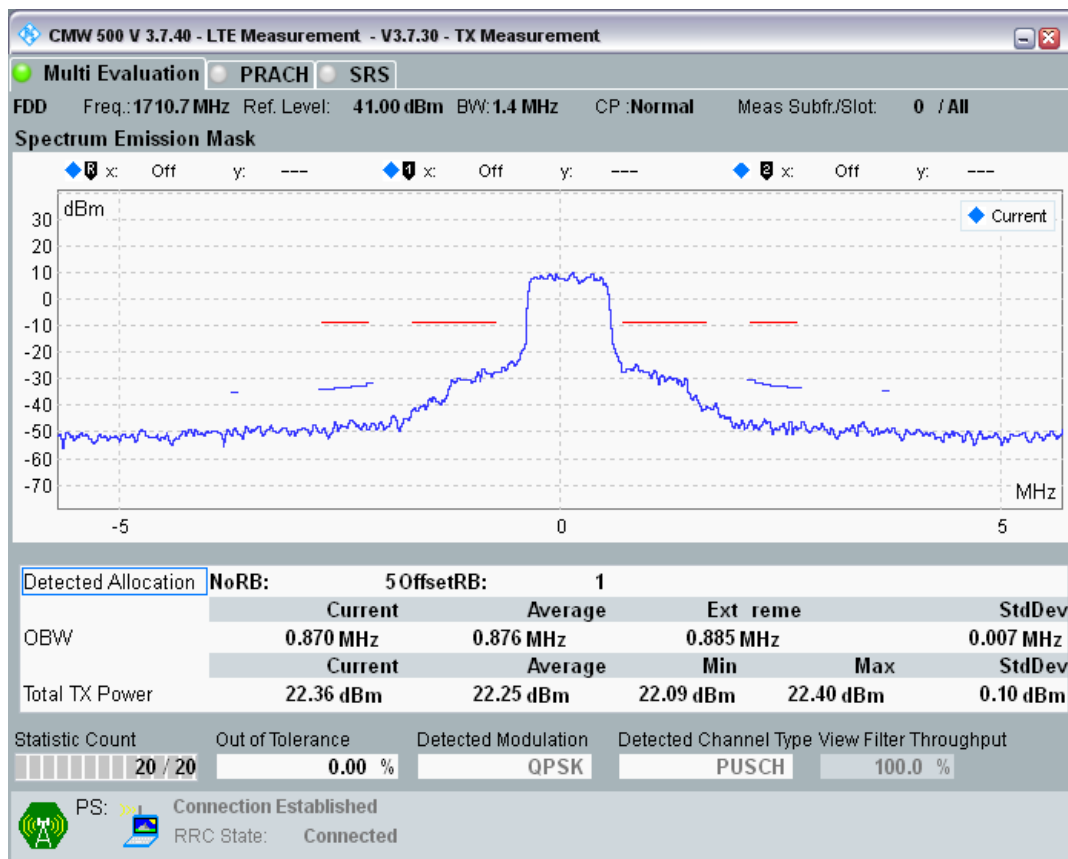 CMW 500 V 3.7.40 - LTE Measurement - V3.7.30 - TX Measurement
Multi Evaluation PRACH SRS
FDD Freq.:1710.7 MHz Ref. Level: 41.00 dBm BW:1.4 MHz CP :Normal Meas Subfr./Slot: 0 / All
Spectrum Emission Mask
R x: Off y: --- 1 x: Off y: --- 2 x: Off y: ---
dBm
Current
30
20
10
0
-10
-20
-30
-40
-50
-60
-70
MHz
-5 0 5
Detected Allocation NoRB: 5 OffsetRB: 1
Current Average Ext reme StdDev
OBW 0.870 MHz 0.876 MHz 0.885 MHz 0.007 MHz
Current Average Min Max StdDev
Total TX Power 22.36 dBm 22.25 dBm 22.09 dBm 22.40 dBm 0.10 dBm
Statistic Count Out of Tolerance Detected Modulation Detected Channel Type View Filter Throughput
20 / 20 0.00 % QPSK PUSCH 100.0 %
PS: Connection Established
RRC State: Connected